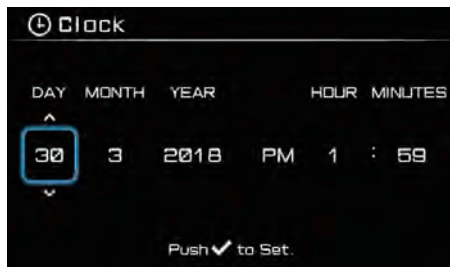 Clock
DAY MONTH YEAR HOUR MINUTES
30 3 2018 PM 1 : 59
Push ✔ to Set.